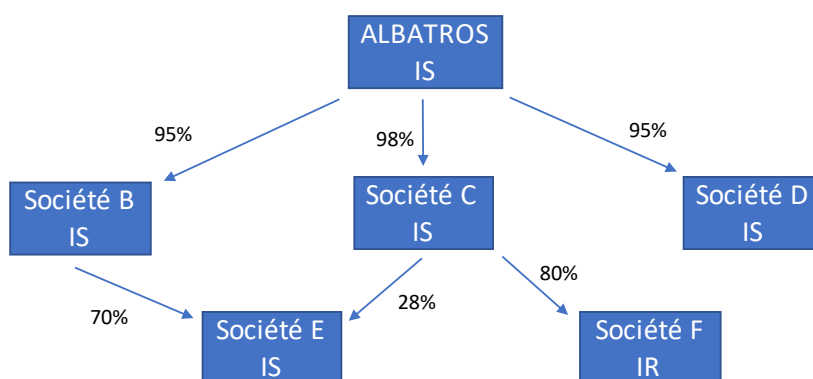 ALBATROS
IS
95%
98%
95%
Société B
IS
Société C
IS
Société D
IS
70%
28%
80%
Société E
IS
Société F
IR